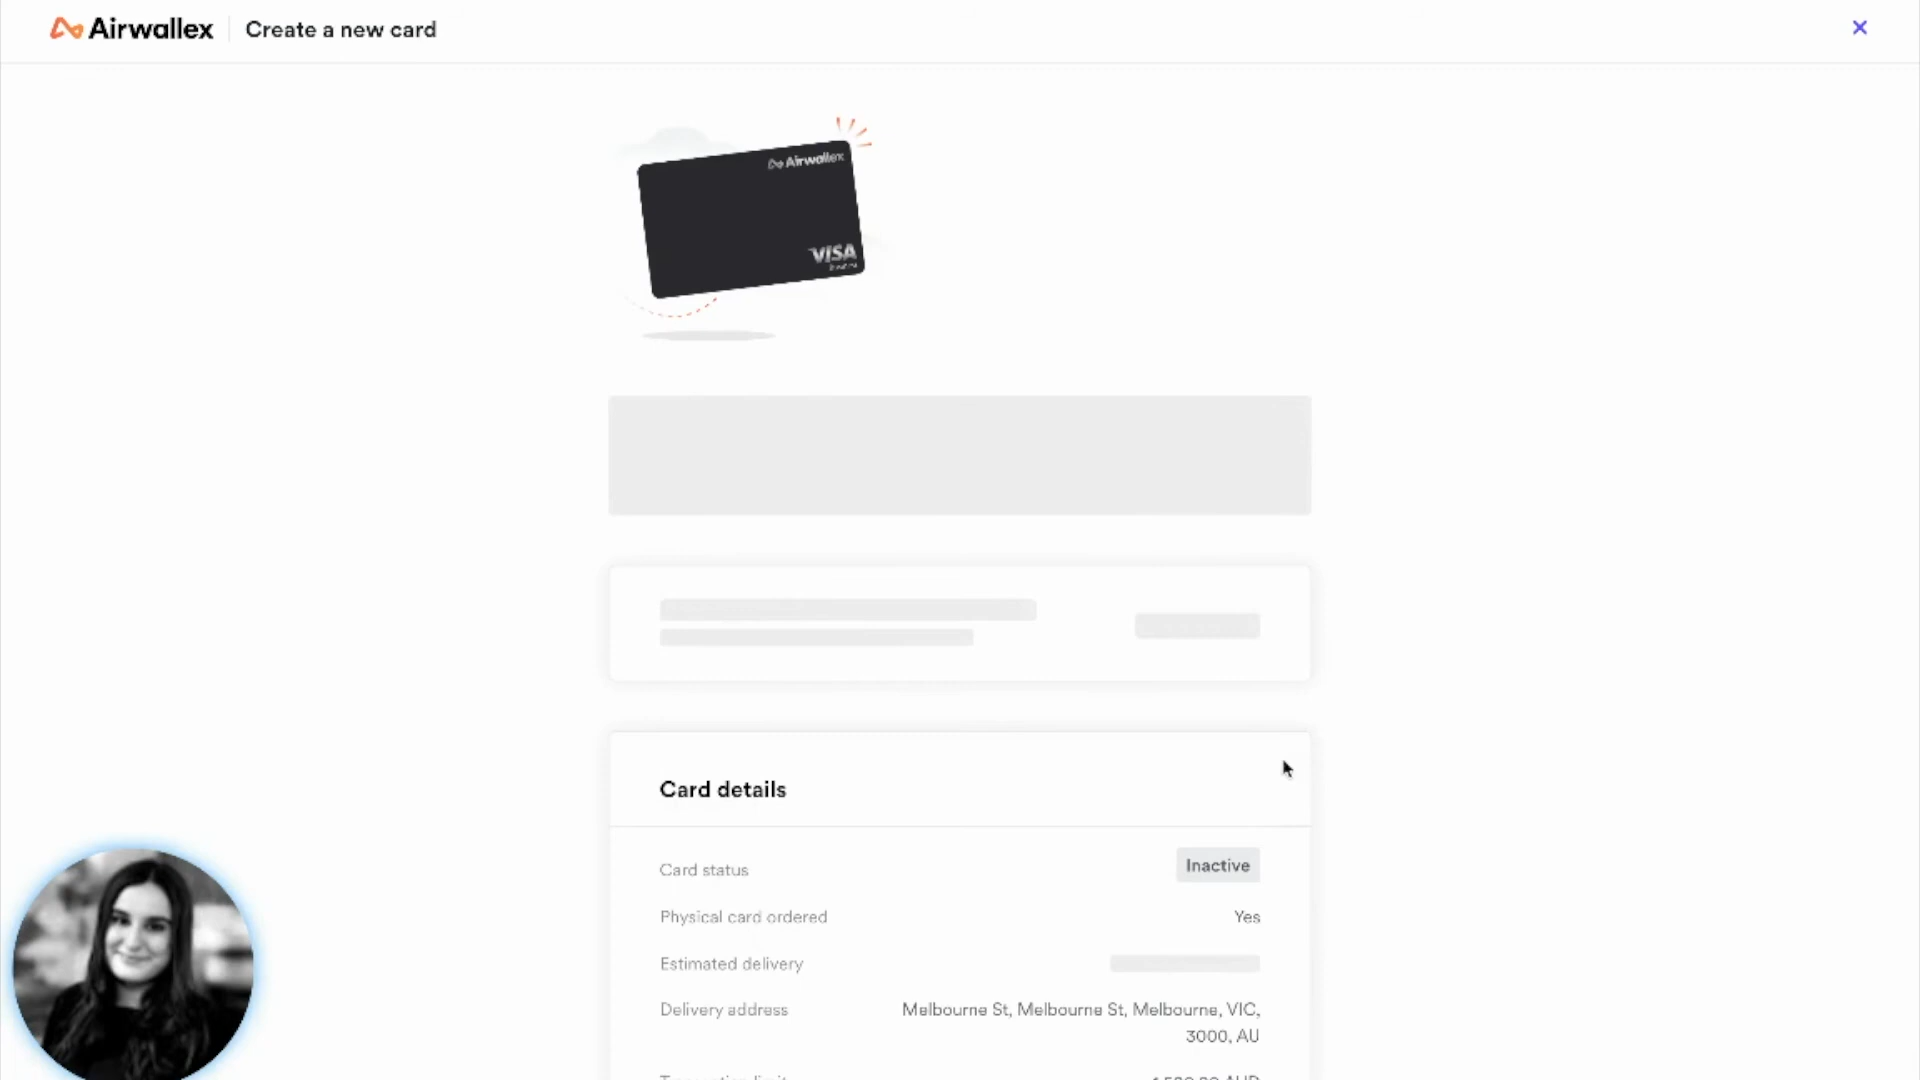 Airwallex
Create a new card
Airwallex
VISA
Card details
Card status
Inactive
Physical card ordered
Yes
Estimated delivery
Delivery address
Melbourne St, Melbourne St, Melbourne, VIC,
3000, AU